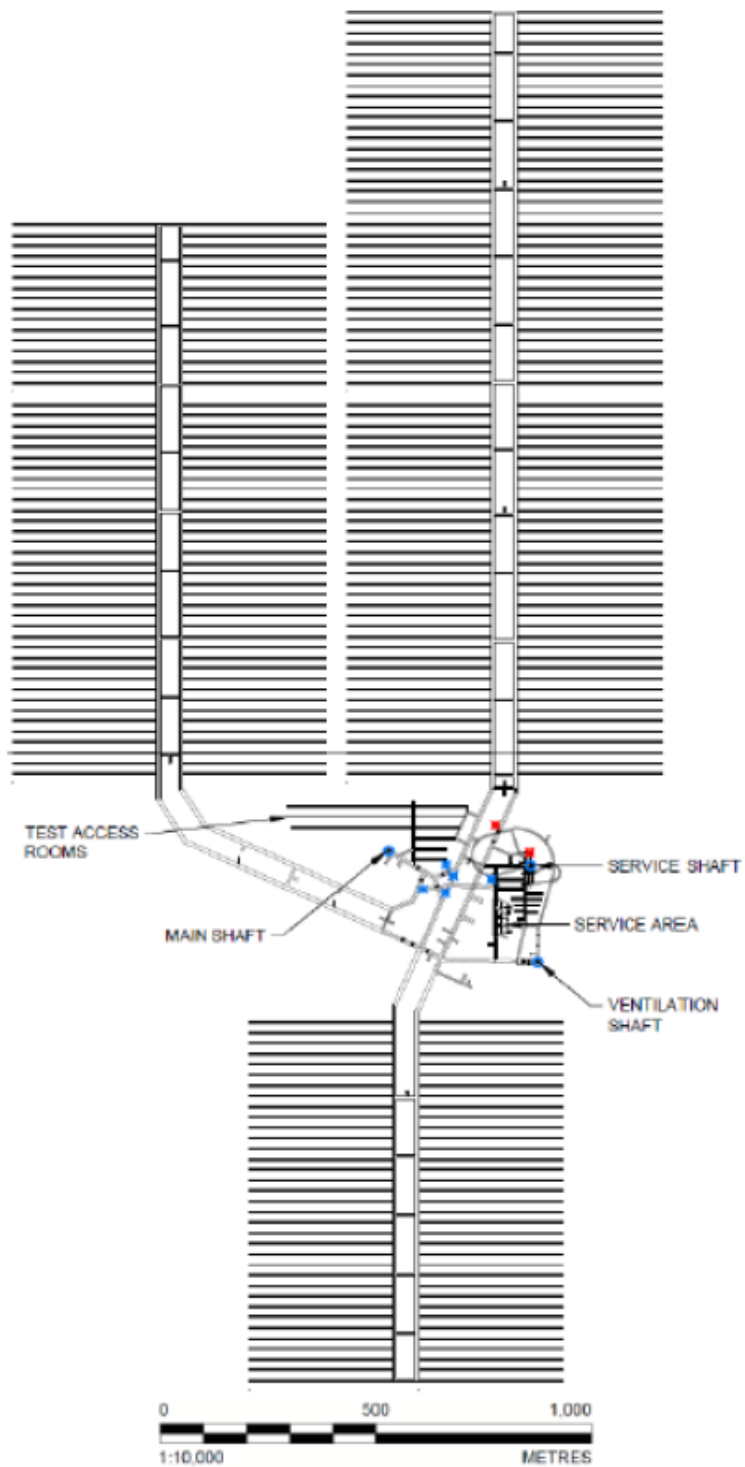 TEST ACCESS
ROOMS
MAIN SHAFT
SERVICE SHAFT
SERVICE AREA
VENTILATION
SHAFT
0 500 1,000
1:10,000 METRES